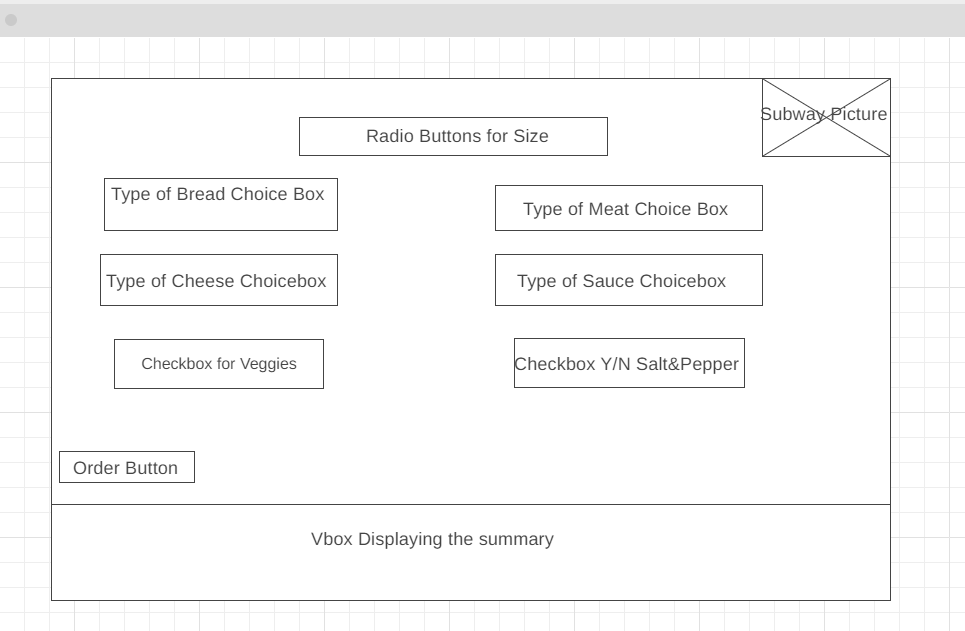 Subway Picture
Radio Buttons for Size
Type of Bread Choice Box
Type of Meat Choice Box
Type of Cheese Choicebox
Type of Sauce Choicebox
Checkbox for Veggies
Checkbox Y/N Salt&Pepper
Order Button
Vbox Displaying the summary